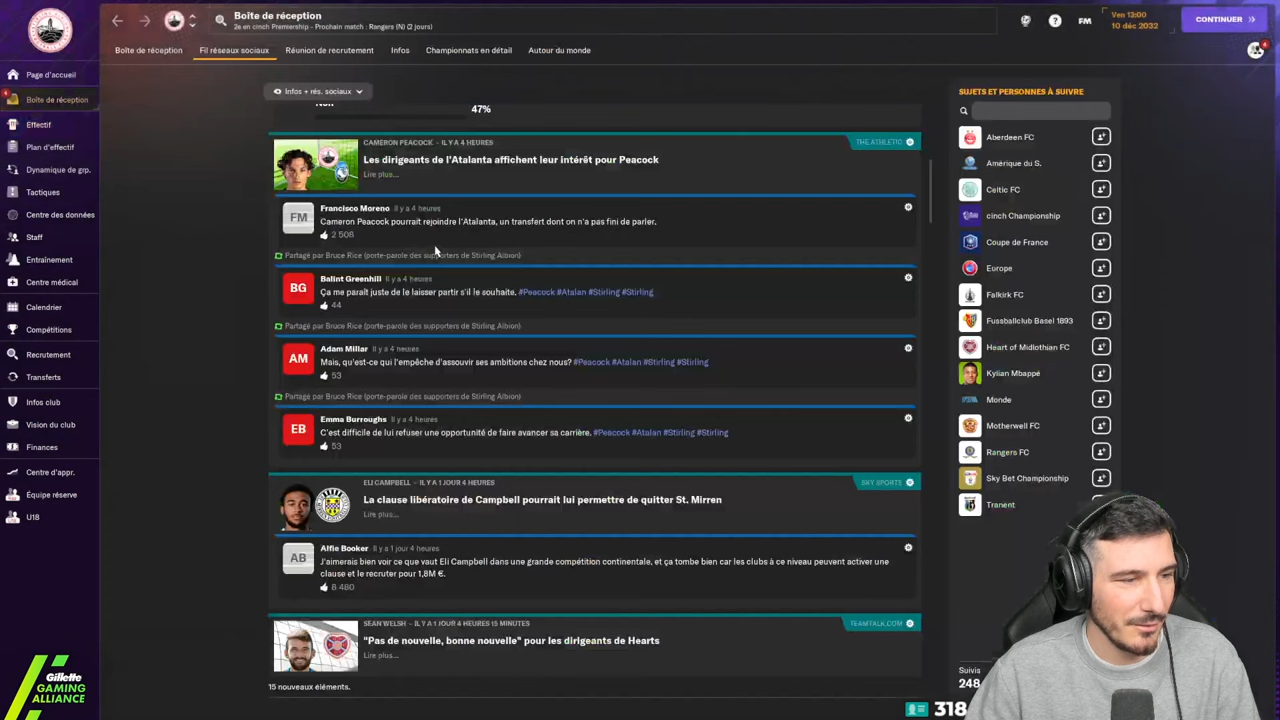 Boîte de réception
2e en cinch Premiership - Prochain match : Rangers (N) (2 jours)
FM
Ven 13:00
10 déc 2032
CONTINUER
Boîte de réception
Fil réseaux sociaux
Réunion de recrutement
Infos
Championnats en détail
Autour du monde
4
Page d'accueil
Boîte de réception
Effectif
Plan d'effectif
Dynamique de grp.
Tactiques
Centre des données
Staff
Entraînement
Centre médical
Calendrier
Compétitions
Recrutement
Transferts
Infos club
Vision du club
Finances
Centre d'appr.
Équipe réserve
U18
Infos + rés. sociaux
47%
CAMERON PEACOCK - IL Y A 4 HEURES
THE ATHLETIC
Les dirigeants de l'Atalanta affichent leur intérêt pour Peacock
Lire plus...
FM
Francisco Moreno Il y a 4 heures
Cameron Peacock pourrait rejoindre l'Atalanta, un transfert dont on n'a pas fini de parler.
2 508
Partagé par Bruce Rice (porte-parole des supporters de Stirling Albion)
BG
Balint Greenhill Il y a 4 heures
Ça me paraît juste de le laisser partir s'il le souhaite. #Peacock #Atalan #Stirling #Stirling
44
Partagé par Bruce Rice (porte-parole des supporters de Stirling Albion)
AM
Adam Millar Il y a 4 heures
Mais, qu'est-ce qui l'empêche d'assouvir ses ambitions chez nous? #Peacock #Atalan #Stirling #Stirling
53
Partagé par Bruce Rice (porte-parole des supporters de Stirling Albion)
EB
Emma Burroughs Il y a 4 heures
C'est difficile de lui refuser une opportunité de faire avancer sa carrière. #Peacock #Atalan #Stirling #Stirling
53
ELI CAMPBELL - IL Y A 1 JOUR 4 HEURES
SKY SPORTS
La clause libératoire de Campbell pourrait lui permettre de quitter St. Mirren
Lire plus...
AB
Alfie Booker Il y a 1 jour 4 heures
J'aimerais bien voir ce que vaut Eli Campbell dans une grande compétition continentale, et ça tombe bien car les clubs à ce niveau peuvent activer une
clause et le recruter pour 1,8M €.
8 480
SEAN WELSH - IL Y A 1 JOUR 4 HEURES 15 MINUTES
TEAMTALK.COM
"Pas de nouvelle, bonne nouvelle" pour les dirigeants de Hearts
Lire plus...
15 nouveaux éléments.
SUJETS ET PERSONNES À SUIVRE
Aberdeen FC
Amérique du S.
Celtic FC
cinch Championship
Coupe de France
Europe
Falkirk FC
Fussballclub Basel 1893
Heart of Midlothian FC
Kylian Mbappé
Monde
Motherwell FC
Rangers FC
Sky Bet Championship
Tranent
Suivis
248
318
Gillette
GAMING
ALLIANCE